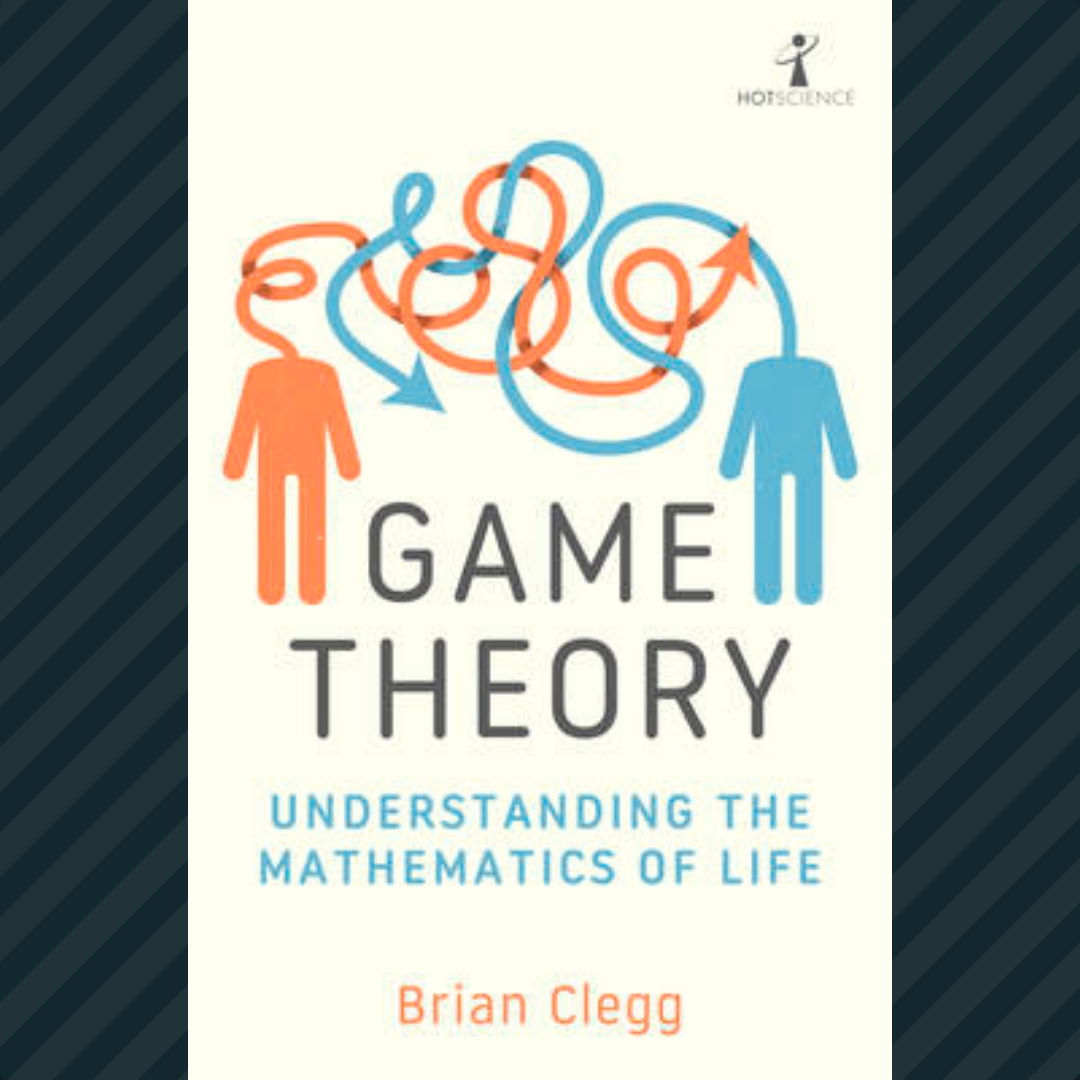 HOTSCIENCE
GAME
THEORY
UNDERSTANDING THE
MATHEMATICS OF LIFE
Brian Clegg